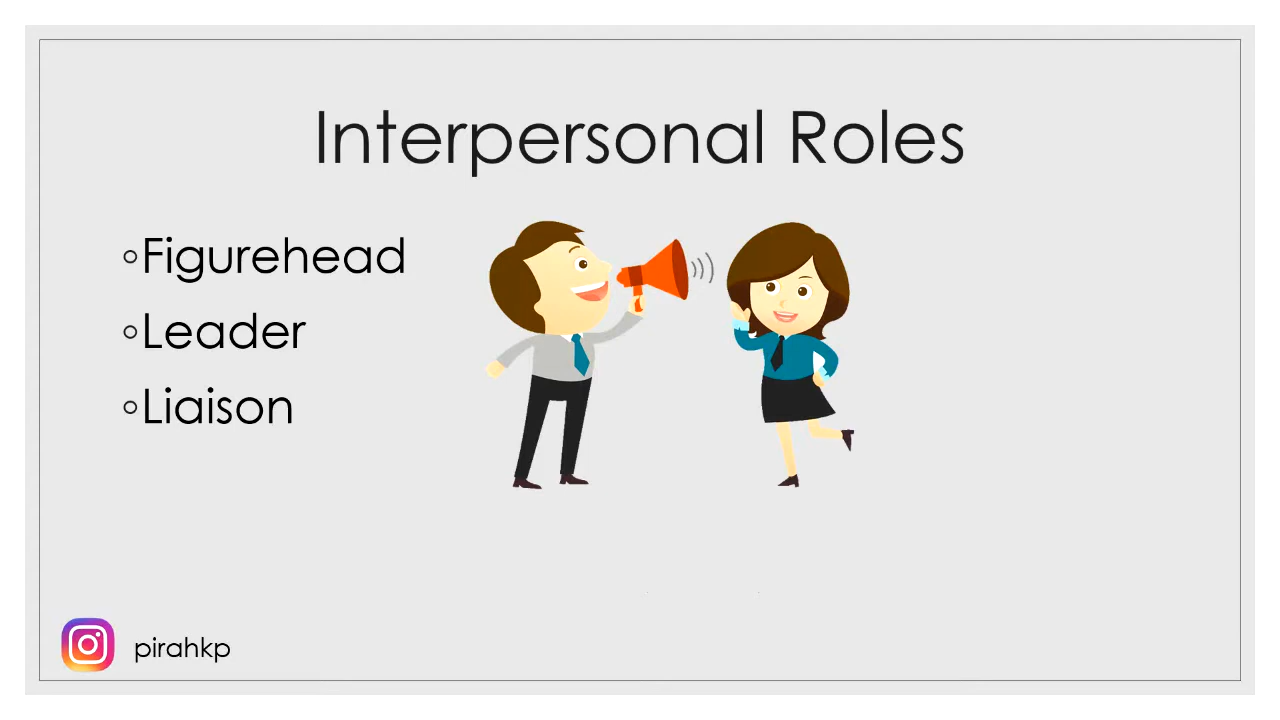 Interpersonal Roles
◦Figurehead
◦Leader
◦Liaison
pirahkp